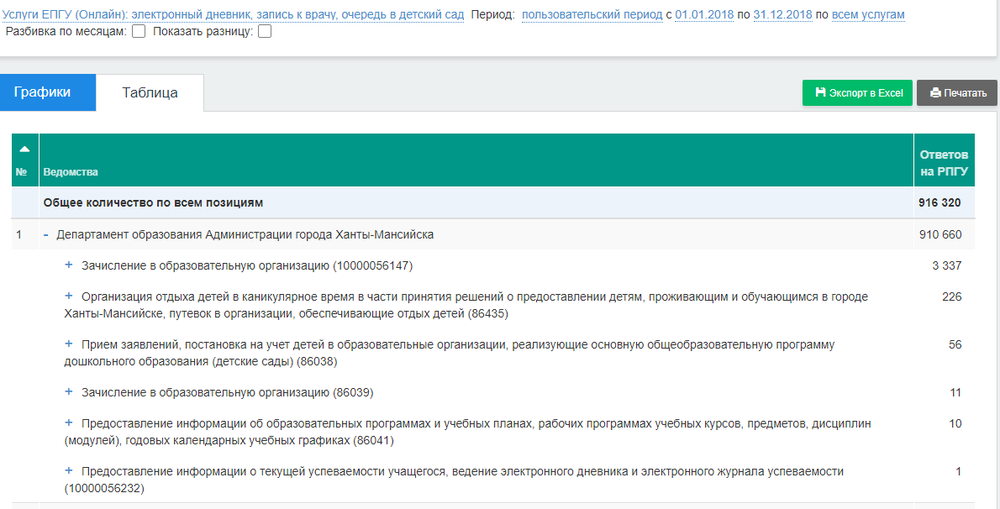 Услуги ЕПГУ (Онлайн): электронный дневник, запись к врачу, очередь в детский сад Период: пользовательский период с 01.01.2018 по 31.12.2018 по всем услугам
Разбивка по месяцам: Показать разницу:
Графики Таблица Экспорт в Excel Печатать
№ Ведомства Ответов
на РПГУ
Общее количество по всем позициям 916 320
1 - Департамент образования Администрации города Ханты-Мансийска 910 660
+ Зачисление в образовательную организацию (10000056147) 3 337
+ Организация отдыха детей в каникулярное время в части принятия решений о предоставлении детям, проживающим и обучающимся в городе 226
Ханты-Мансийске, путевок в организации, обеспечивающие отдых детей (86435)
+ Прием заявлений, постановка на учет детей в образовательные организации, реализующие основную общеобразовательную программу 56
дошкольного образования (детские сады) (86038)
+ Зачисление в образовательную организацию (86039) 11
+ Предоставление информации об образовательных программах и учебных планах, рабочих программах учебных курсов, предметов, дисциплин 10
(модулей), годовых календарных учебных графиках (86041)
+ Предоставление информации о текущей успеваемости учащегося, ведение электронного дневника и электронного журнала успеваемости 1
(10000056232)